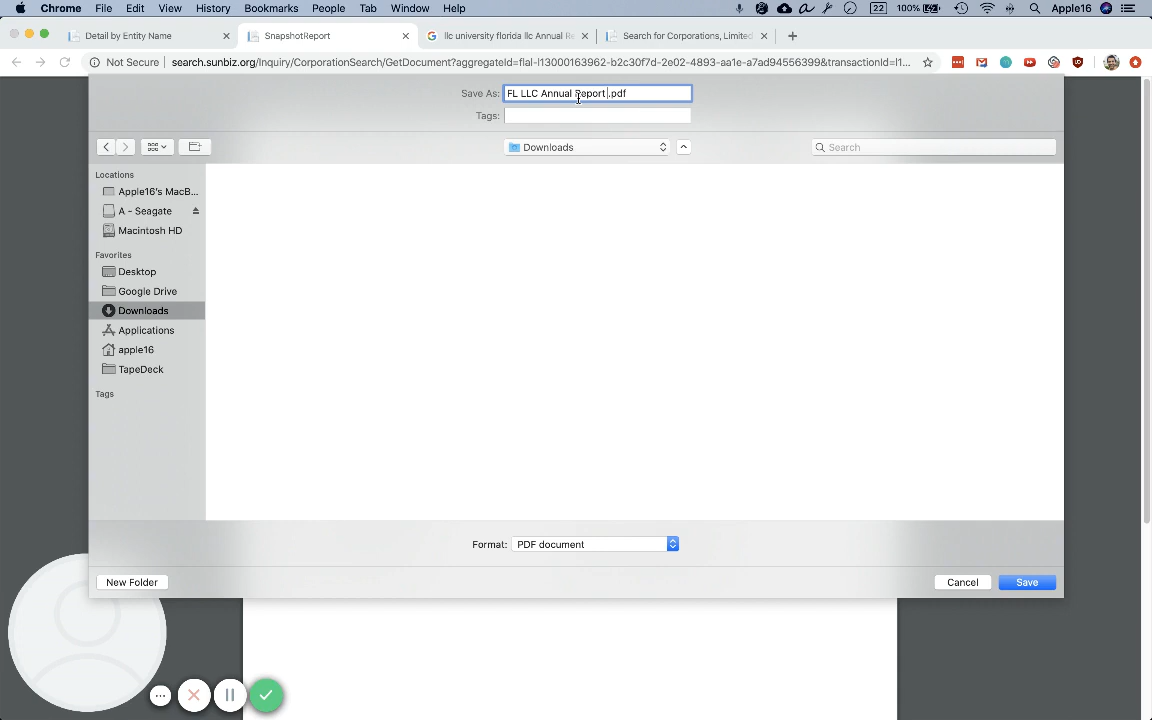 Chrome File Edit View History Bookmarks People Tab Window Help 22 100% Apple16
Detail by Entity Name SnapshotReport llc university florida llc Annual Re Search for Corporations, Limited
Not Secure search.sunbiz.org/Inquiry/CorporationSearch/GetDocument?aggregateId=flal-l13000163962-b2c30f7d-2e02-4893-aa1e-a7ad94556399&transactionId=l1...
Save As: FL LLC Annual Report .pdf
Tags:
Downloads Search
Locations
Apple16's MacB...
A - Seagate
Macintosh HD
Favorites
Desktop
Google Drive
Downloads
Applications
apple16
TapeDeck
Tags
Format: PDF document
New Folder Cancel Save